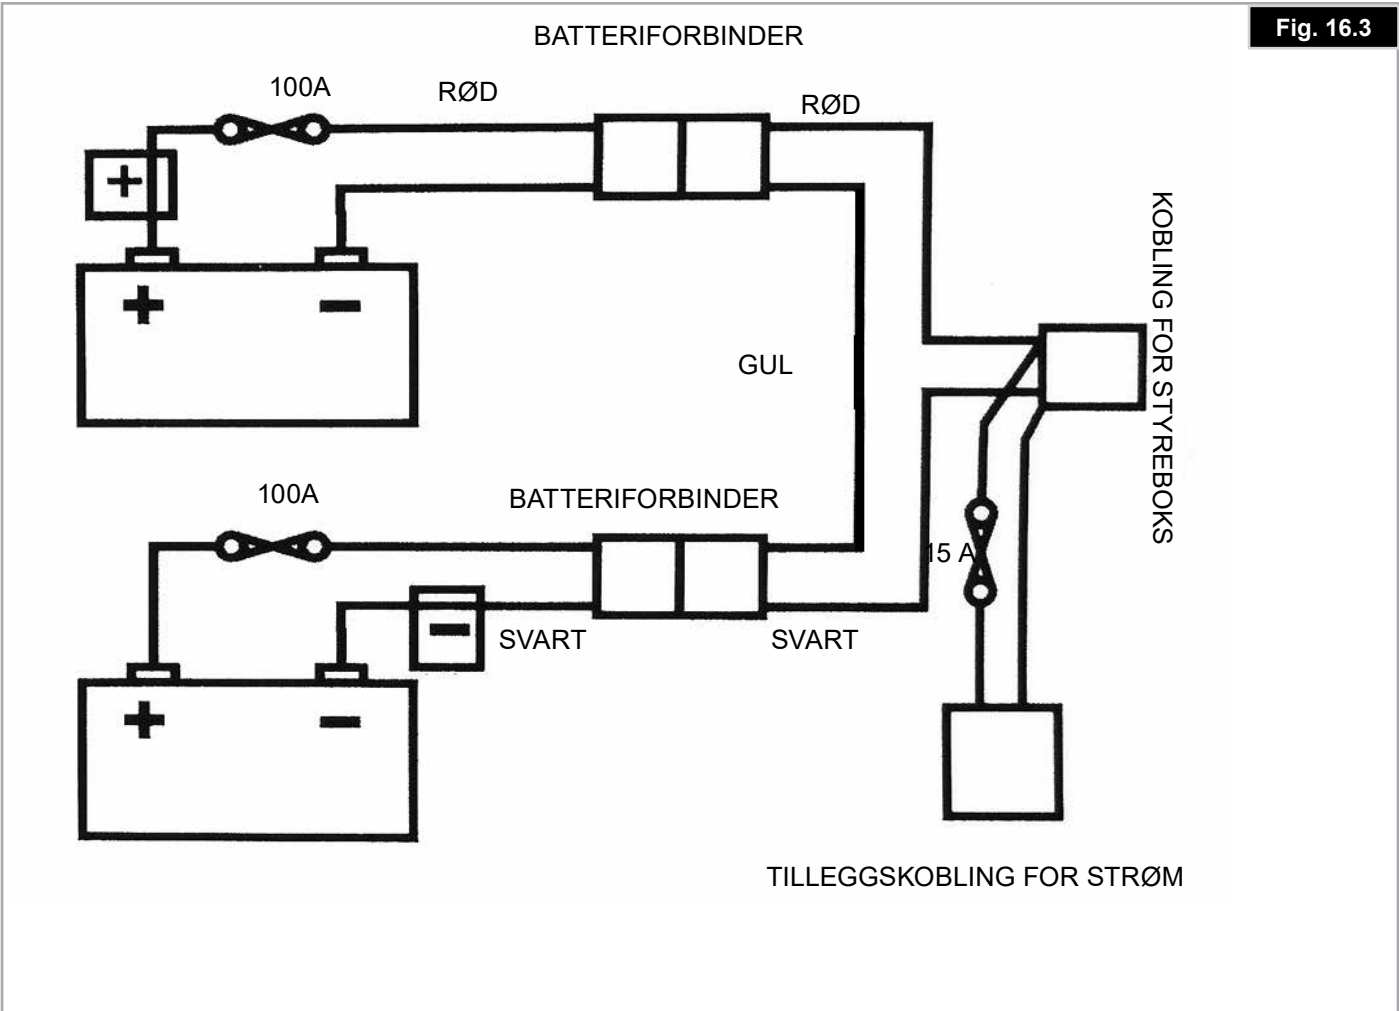 Fig. 16.3
BATTERIFORBINDER
100A
RØD
RØD
+
+
−
KOBLING FOR STYREBOKS
GUL
100A
BATTERIFORBINDER
15 A
−
SVART
SVART
+
−
TILLEGGSKOBLING FOR STRØM